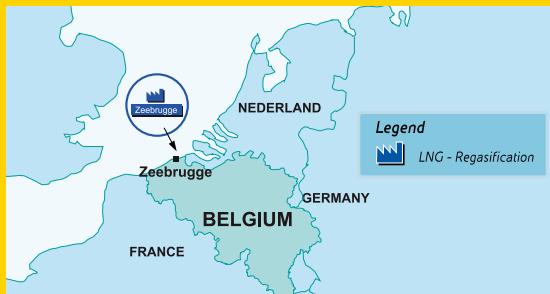 Zeebrugge
NEDERLAND
Legend
LNG - Regasification
Zeebrugge
GERMANY
BELGIUM
FRANCE